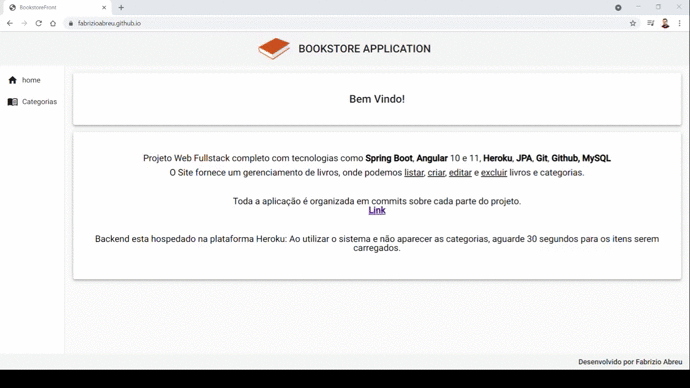 BookstoreFront
fabrizioabreu.github.io
BOOKSTORE APPLICATION
home
Categorias
Bem Vindo!
Projeto Web Fullstack completo com tecnologias como Spring Boot, Angular 10 e 11, Heroku, JPA, Git, Github, MySQL
O Site fornece um gerenciamento de livros, onde podemos listar, criar, editar e excluir livros e categorias.
Toda a aplicação é organizada em commits sobre cada parte do projeto.
Link
Backend esta hospedado na plataforma Heroku: Ao utilizar o sistema e não aparecer as categorias, aguarde 30 segundos para os itens serem
carregados.
Desenvolvido por Fabrizio Abreu